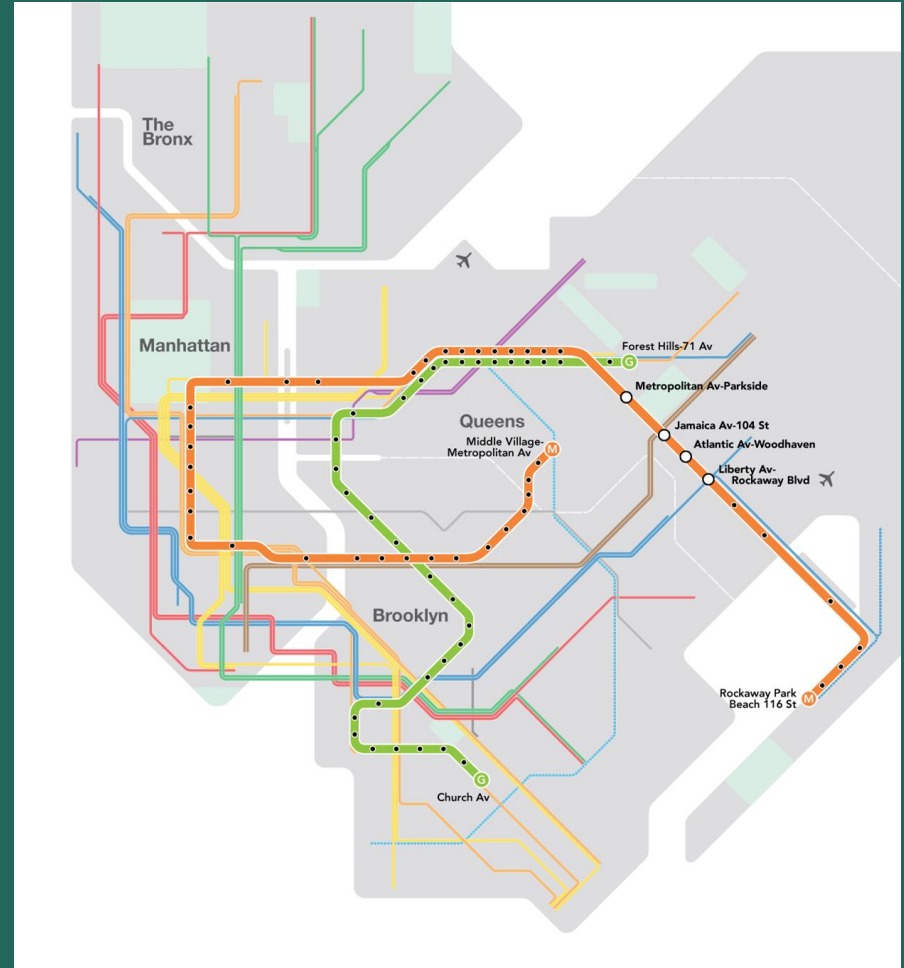 The
Bronx
Manhattan
Forest Hills-71 Av
G
Metropolitan Av-Parkside
Queens
Jamaica Av-104 St
Middle Village-
Metropolitan Av
M
Atlantic Av-Woodhaven
Liberty Av-
Rockaway Blvd
Brooklyn
Rockaway Park
Beach 116 St
M
G
Church Av